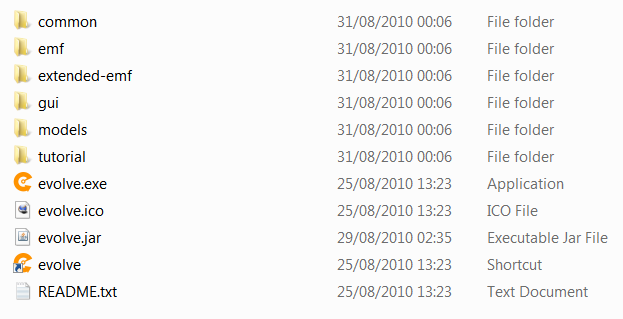 common 31/08/2010 00:06 File folder
emf 31/08/2010 00:06 File folder
extended-emf 31/08/2010 00:06 File folder
gui 31/08/2010 00:06 File folder
models 31/08/2010 00:06 File folder
tutorial 31/08/2010 00:06 File folder
evolve.exe 25/08/2010 13:23 Application
evolve.ico 25/08/2010 13:23 ICO File
evolve.jar 29/08/2010 02:35 Executable Jar File
evolve 25/08/2010 13:23 Shortcut
README.txt 25/08/2010 13:23 Text Document